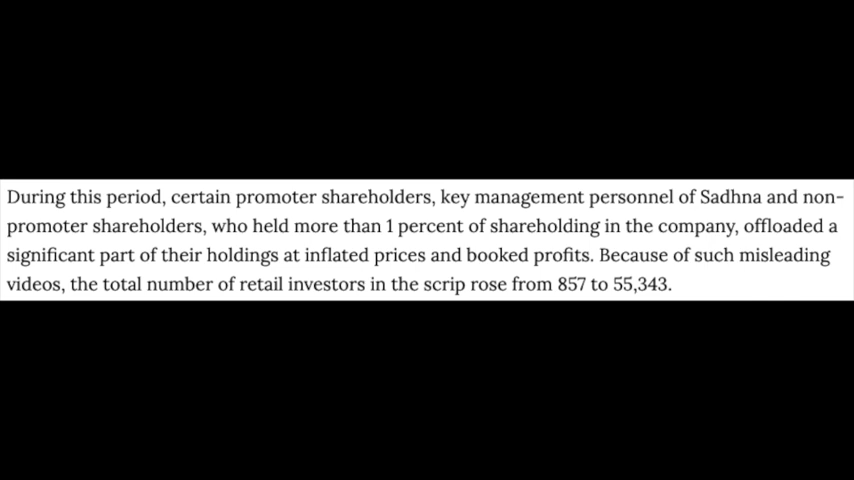 During this period, certain promoter shareholders, key management personnel of Sadhna and non-
promoter shareholders, who held more than 1 percent of shareholding in the company, offloaded a
significant part of their holdings at inflated prices and booked profits. Because of such misleading
videos, the total number of retail investors in the scrip rose from 857 to 55,343.